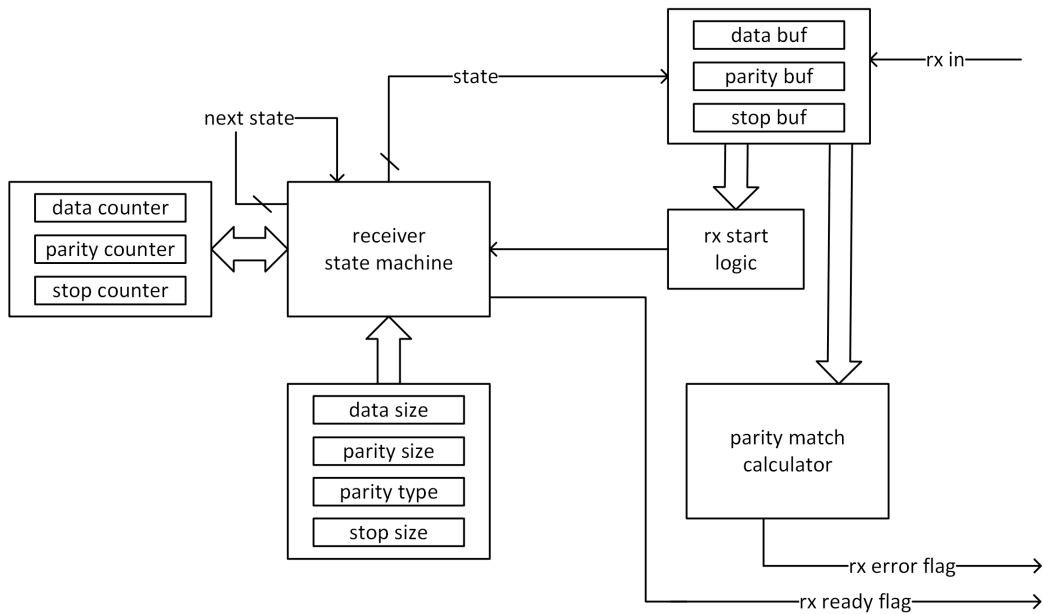 data buf
parity buf
stop buf
rx in
state
next state
data counter
parity counter
stop counter
receiver
state machine
rx start
logic
data size
parity size
parity type
stop size
parity match
calculator
rx error flag
rx ready flag